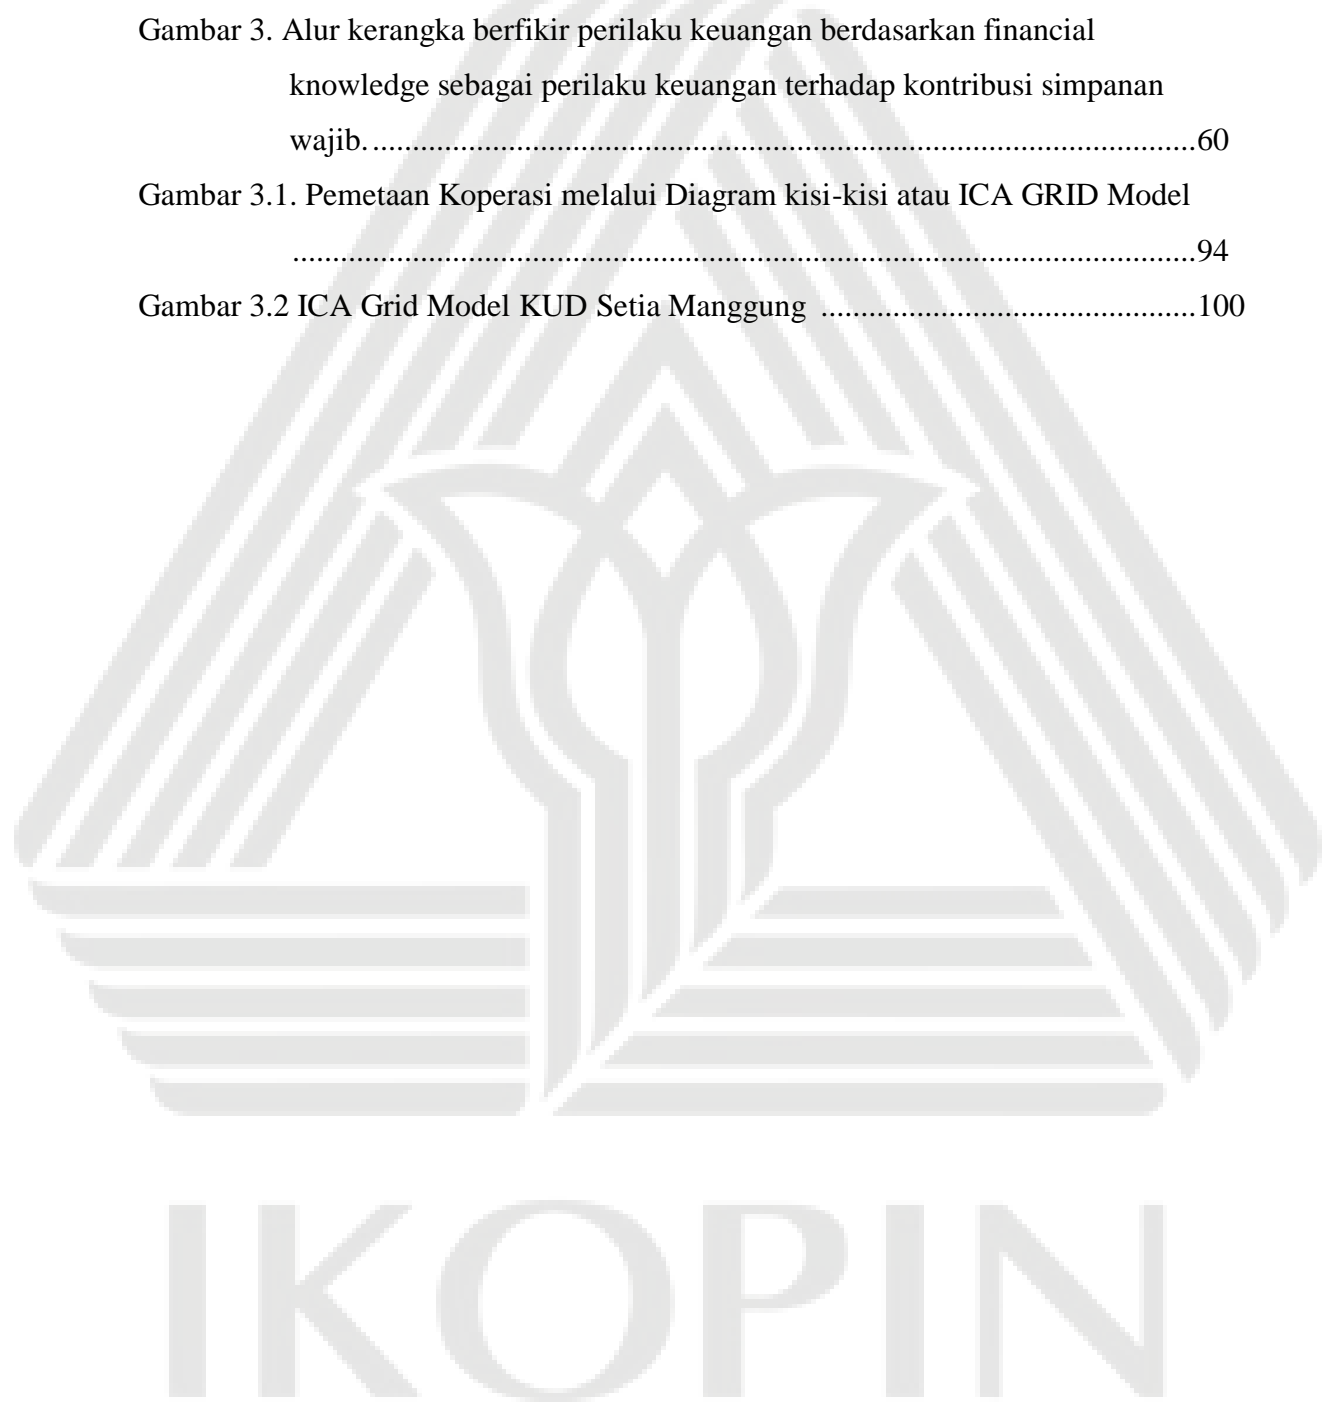 Gambar 3. Alur kerangka berfikir perilaku keuangan berdasarkan financial
knowledge sebagai perilaku keuangan terhadap kontribusi simpanan
wajib. ........................................................................................................60
Gambar 3.1. Pemetaan Koperasi melalui Diagram kisi-kisi atau ICA GRID Model
..................................................................................................................94
Gambar 3.2 ICA Grid Model KUD Setia Manggung ...............................................100
IKOPIN